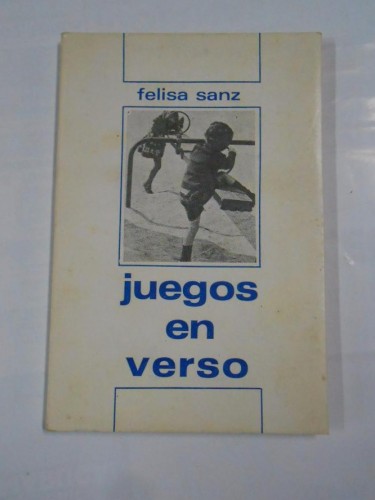 felisa sanz
juegos
en
verso